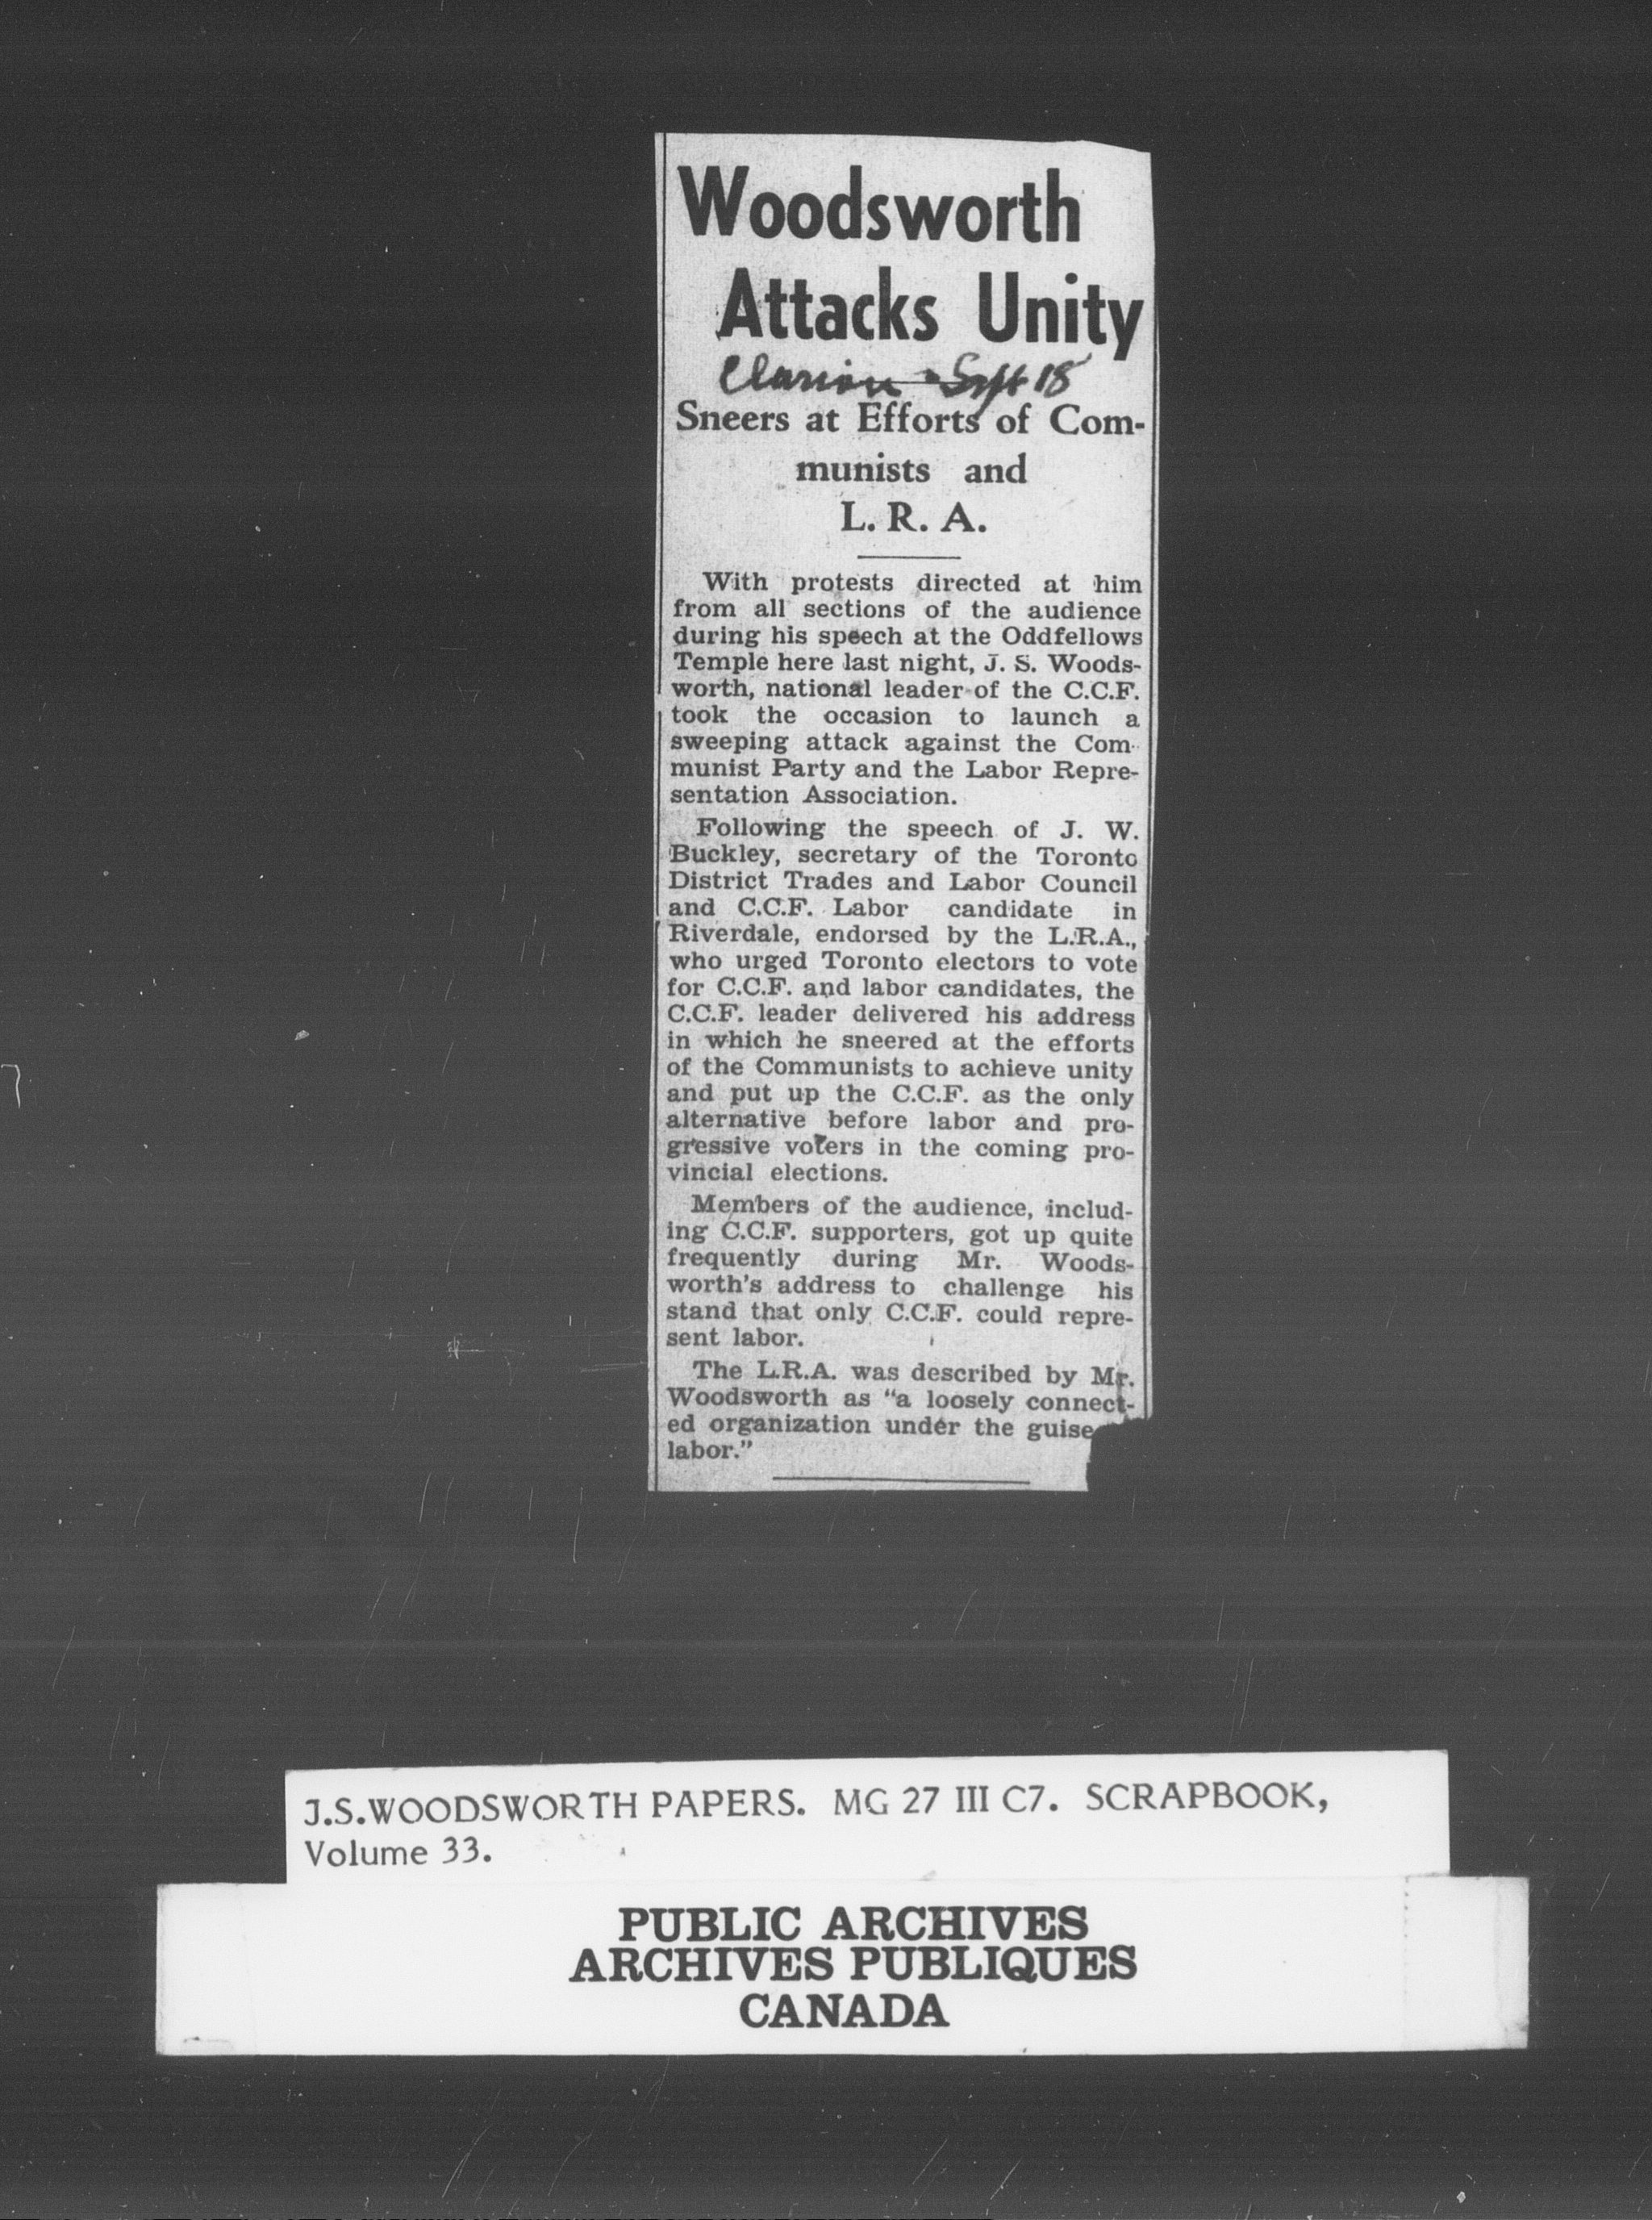 Woodsworth
Attacks Unity
Clarion - Sept 18
Sneers at Efforts of Com-
munists and
L. R. A.
With protests directed at him
from all sections of the audience
during his speech at the Oddfellows
Temple here last night, J. S. Woods-
worth, national leader of the C.C.F.
took the occasion to launch a
sweeping attack against the Com-
munist Party and the Labor Repre-
sentation Association.
Following the speech of J. W.
Buckley, secretary of the Toronto
District Trades and Labor Council
and C.C.F. Labor candidate in
Riverdale, endorsed by the L.R.A.,
who urged Toronto electors to vote
for C.C.F. and labor candidates, the
C.C.F. leader delivered his address
in which he sneered at the efforts
of the Communists to achieve unity
and put up the C.C.F. as the only
alternative before labor and pro-
gressive voters in the coming pro-
vincial elections.
Members of the audience, includ-
ing C.C.F. supporters, got up quite
frequently during Mr. Woods-
worth's address to challenge his
stand that only C.C.F. could repre-
sent labor.
The L.R.A. was described by Mr.
Woodsworth as "a loosely connect-
ed organization under the guise
labor."
J.S.WOODSWORTH PAPERS. MG 27 III C7. SCRAPBOOK,
Volume 33.
PUBLIC ARCHIVES
ARCHIVES PUBLIQUES
CANADA